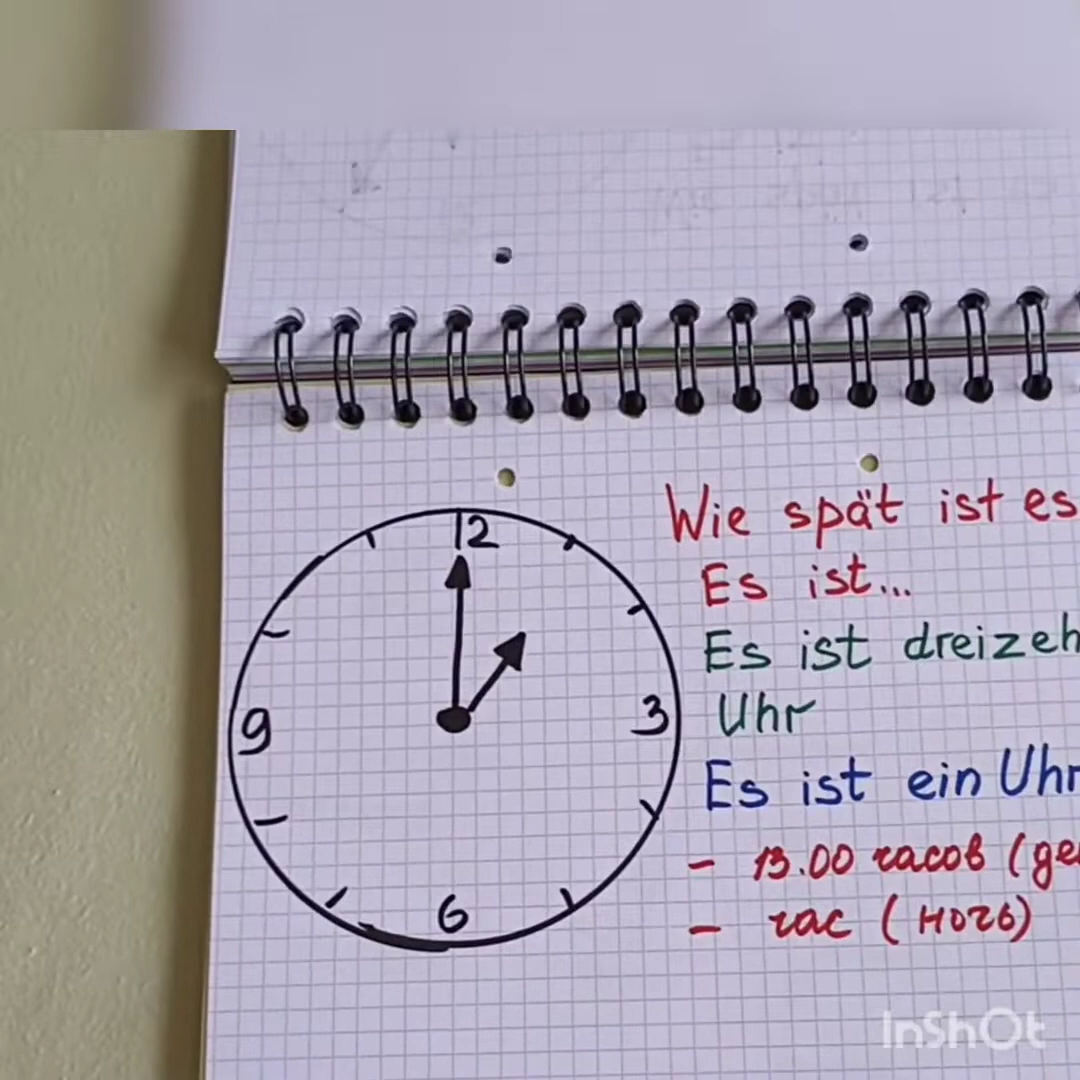 12
9
3
6
Wie spät ist es
Es ist...
Es ist dreizeh
Uhr
Es ist ein Uhr
- 13.00 часов (де
- час (ночь)
InShOt